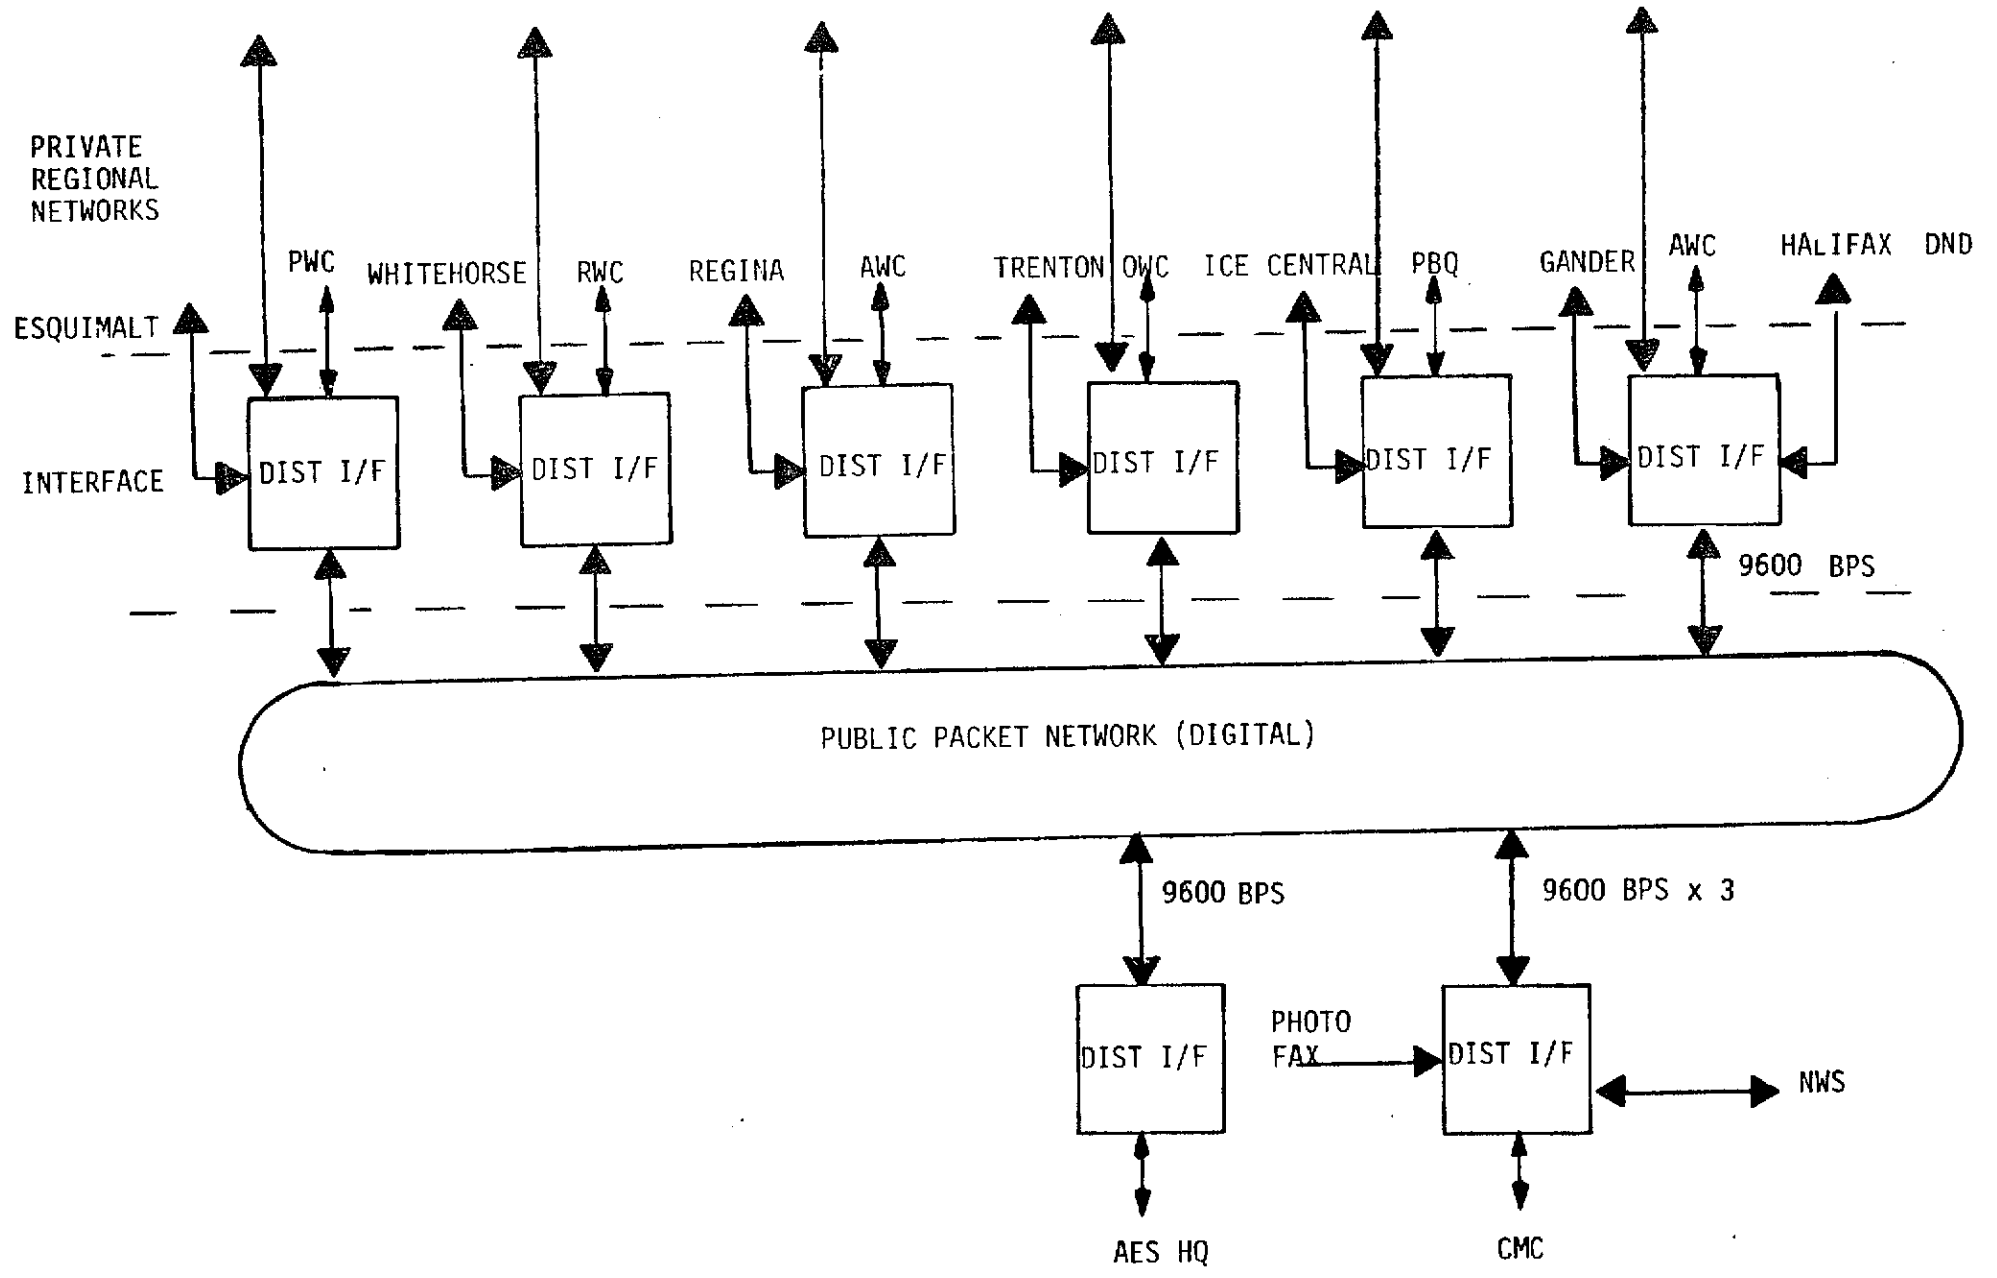 PRIVATE
REGIONAL
NETWORKS
PWC
WHITEHORSE
RWC
REGINA
AWC
TRENTON
OWC
ICE CENTRAL
PBQ
GANDER
AWC
HALIFAX DND
ESQUIMALT
INTERFACE
DIST I/F
DIST I/F
DIST I/F
DIST I/F
DIST I/F
DIST I/F
9600 BPS
PUBLIC PACKET NETWORK (DIGITAL)
9600 BPS
9600 BPS x 3
DIST I/F
PHOTO
FAX
DIST I/F
NWS
AES HQ
CMC